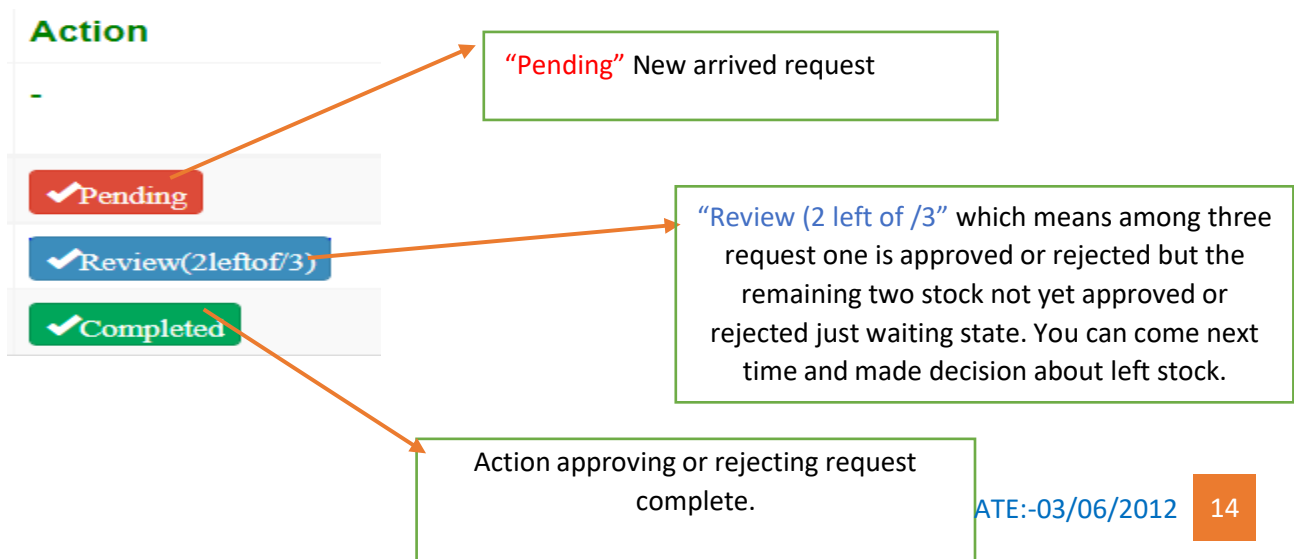 Action
-
✔Pending
✔Review(2leftof/3)
✔Completed
“Pending” New arrived request
“Review (2 left of /3” which means among three
request one is approved or rejected but the
remaining two stock not yet approved or
rejected just waiting state. You can come next
time and made decision about left stock.
Action approving or rejecting request
complete.
ATE:-03/06/2012
14